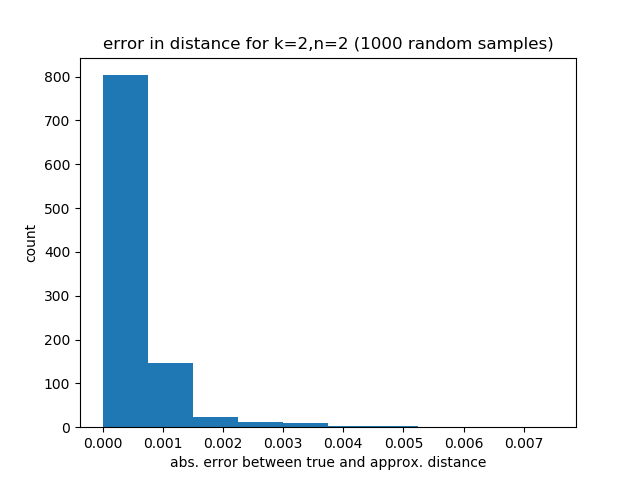 error in distance for k=2,n=2 (1000 random samples)
800
700
600
500
400
300
200
100
0
count
0.000 0.001 0.002 0.003 0.004 0.005 0.006 0.007
abs. error between true and approx. distance